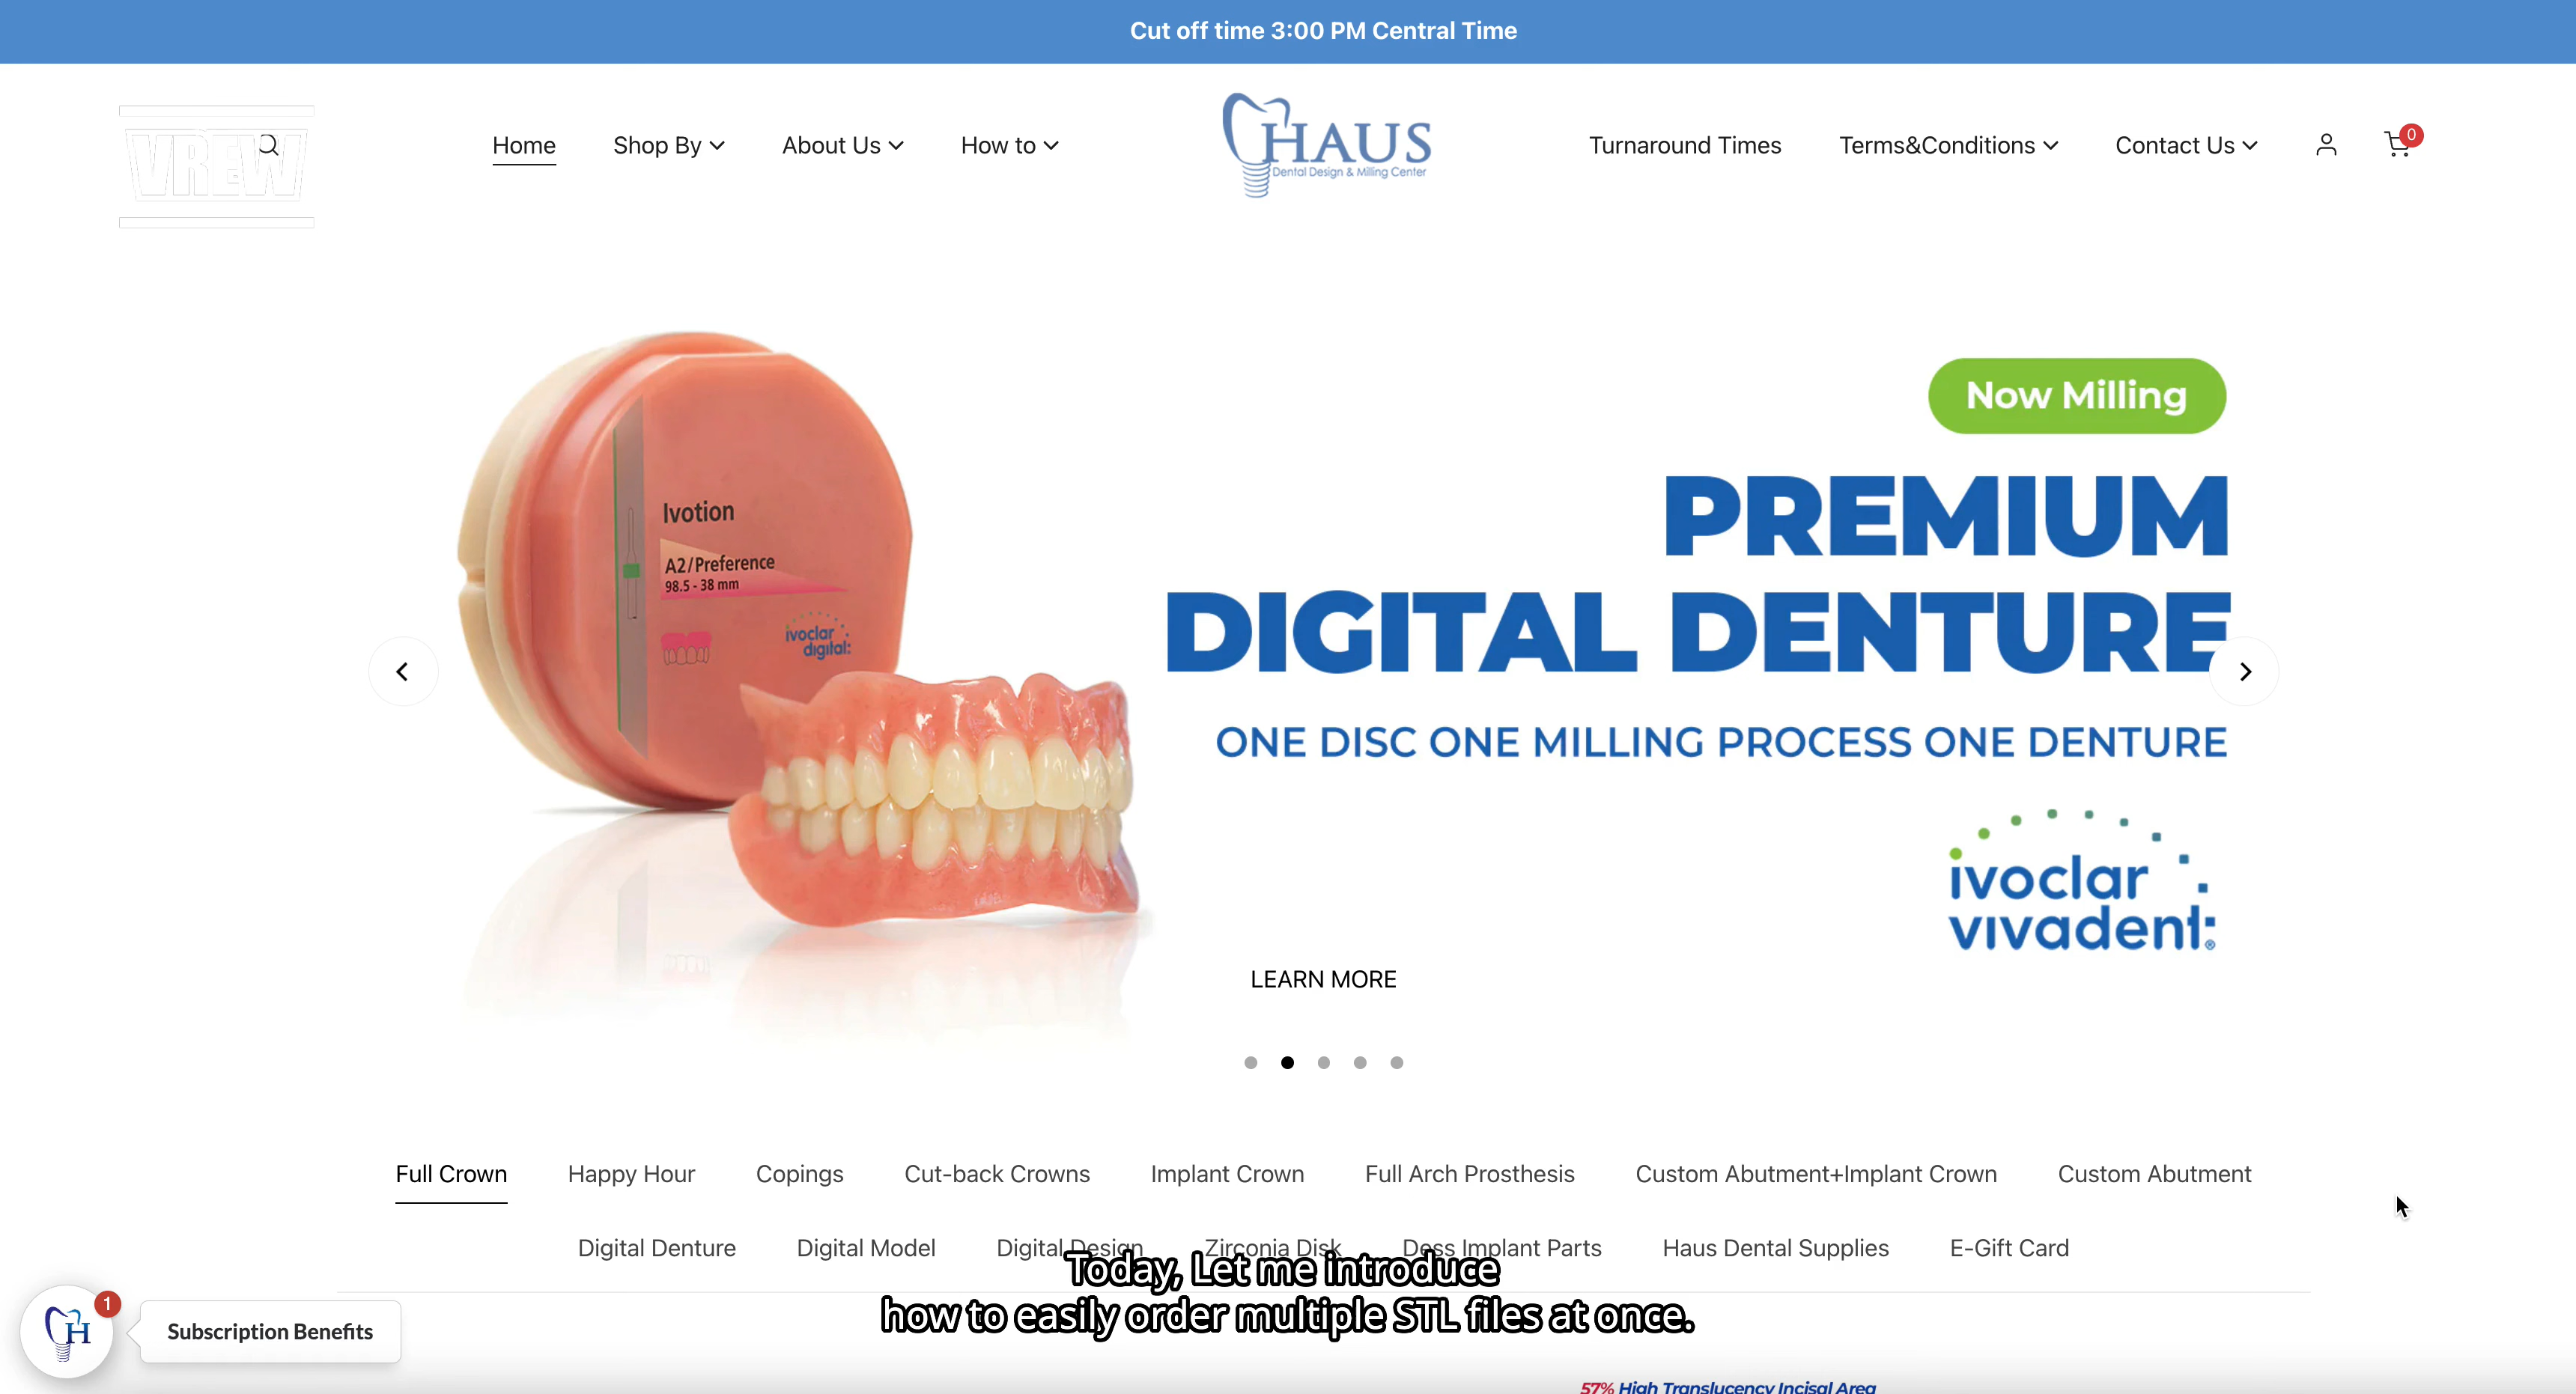 Cut off time 3:00 PM Central Time
VREW
Home
Shop By
About Us
How to
HAUS
Dental Design & Milling Center
Turnaround Times
Terms&Conditions
Contact Us
0
Now Milling
PREMIUM
DIGITAL DENTURE
ONE DISC ONE MILLING PROCESS ONE DENTURE
Ivotion
A2/Preference
98.5 - 38 mm
ivoclar
digital:
ivoclar
vivadent:®
LEARN MORE
Full Crown
Happy Hour
Copings
Cut-back Crowns
Implant Crown
Full Arch Prosthesis
Custom Abutment+Implant Crown
Custom Abutment
Digital Denture
Digital Model
Digital Design
Zirconia Disk
Dess Implant Parts
Haus Dental Supplies
E-Gift Card
Today, Let me introduce
how to easily order multiple STL files at once.
H
1
Subscription Benefits
57% High Translucency Incisal Area